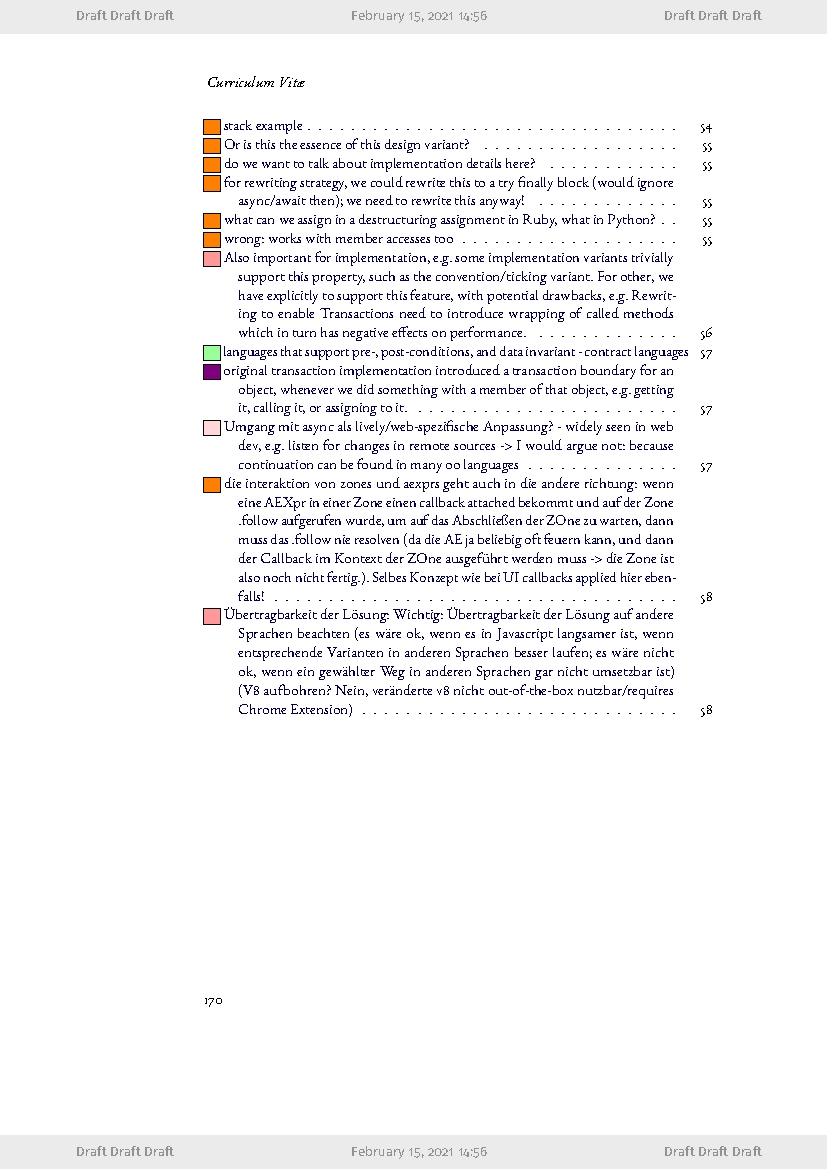 Draft Draft Draft February 15, 2021 14:56 Draft Draft Draft
Curriculum Vitæ
stack example . . . . . . . . . . . . . . . . . . . . . . . . . . . . . . . . . . 54
Or is this the essence of this design variant? . . . . . . . . . . . . . . . . . . 55
do we want to talk about implementation details here? . . . . . . . . . . . . 55
for rewriting strategy, we could rewrite this to a try finally block (would ignore
async/await then); we need to rewrite this anyway! . . . . . . . . . . . . . 55
what can we assign in a destructuring assignment in Ruby, what in Python? . . 55
wrong: works with member accesses too . . . . . . . . . . . . . . . . . . . . 55
Also important for implementation, e.g. some implementation variants trivially
support this property, such as the convention/ticking variant. For other, we
have explicitly to support this feature, with potential drawbacks, e.g. Rewrit-
ing to enable Transactions need to introduce wrapping of called methods
which in turn has negative effects on performance. . . . . . . . . . . . . . . 56
languages that support pre-, post-conditions, and data invariant - contract languages 57
original transaction implementation introduced a transaction boundary for an
object, whenever we did something with a member of that object, e.g. getting
it, calling it, or assigning to it. . . . . . . . . . . . . . . . . . . . . . . . . 57
Umgang mit async als lively/web-spezifische Anpassung? - widely seen in web
dev, e.g. listen for changes in remote sources -> I would argue not: because
continuation can be found in many oo languages . . . . . . . . . . . . . . 57
die interaktion von zones und aexprs geht auch in die andere richtung: wenn
eine AEXpr in einer Zone einen callback attached bekommt und auf der Zone
.follow aufgerufen wurde, um auf das Abschließen der ZOne zu warten, dann
muss das .follow nie resolven (da die AE ja beliebig oft feuern kann, und dann
der Callback im Kontext der ZOne ausgeführt werden muss -> die Zone ist
also noch nicht fertig.). Selbes Konzept wie bei UI callbacks applied hier eben-
falls! . . . . . . . . . . . . . . . . . . . . . . . . . . . . . . . . . . . . . 58
Übertragbarkeit der Lösung: Wichtig: Übertragbarkeit der Lösung auf andere
Sprachen beachten (es wäre ok, wenn es in Javascript langsamer ist, wenn
entsprechende Varianten in anderen Sprachen besser laufen; es wäre nicht
ok, wenn ein gewählter Weg in anderen Sprachen gar nicht umsetzbar ist)
(V8 aufbohren? Nein, veränderte v8 nicht out-of-the-box nutzbar/requires
Chrome Extension) . . . . . . . . . . . . . . . . . . . . . . . . . . . . . 58
170
Draft Draft Draft February 15, 2021 14:56 Draft Draft Draft